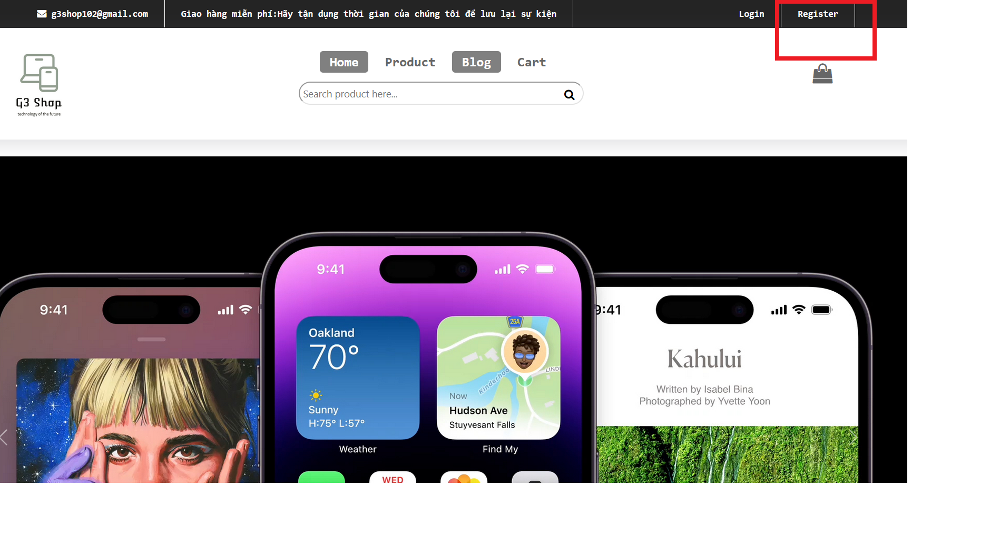 g3shop102@gmail.com
Giao hàng miễn phí:Hãy tận dụng thời gian của chúng tôi để lưu lại sự kiện
Login
Register
Home
Product
Blog
Cart
Search product here...
G3 Shop
technology of the future
9:41
9:41
9:41
Oakland
70°
Sunny
H:75° L:57°
Weather
25A
Kinderhoo
LINDE
Now
Hudson Ave
Stuyvesant Falls
Find My
Kahului
Written by Isabel Bina
Photographed by Yvette Yoon
WED